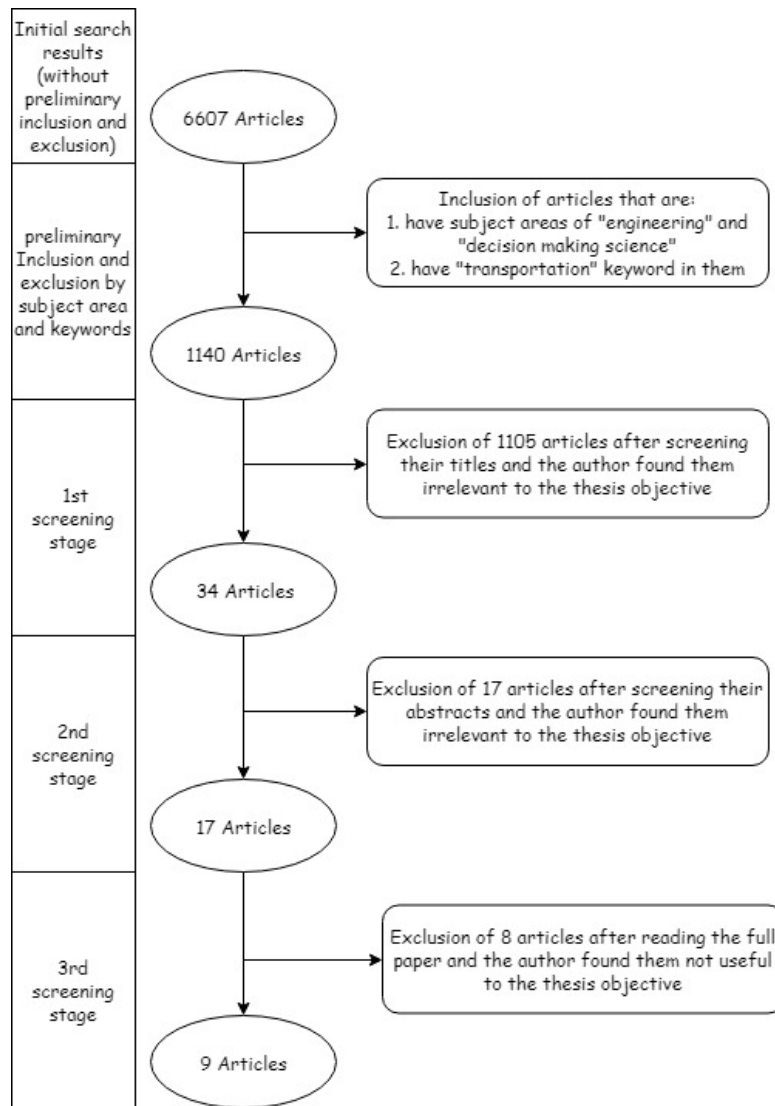 Initial search
results
(without
preliminary
inclusion and
exclusion)
6607 Articles
Inclusion of articles that are:
1. have subject areas of "engineering" and
"decision making science"
2. have "transportation" keyword in them
preliminary
Inclusion and
exclusion by
subject area
and keywords
1140 Articles
Exclusion of 1105 articles after screening
their titles and the author found them
irrelevant to the thesis objective
1st
screening
stage
34 Articles
Exclusion of 17 articles after screening their
abstracts and the author found them
irrelevant to the thesis objective
2nd
screening
stage
17 Articles
Exclusion of 8 articles after reading the full
paper and the author found them not useful
to the thesis objective
3rd
screening
stage
9 Articles